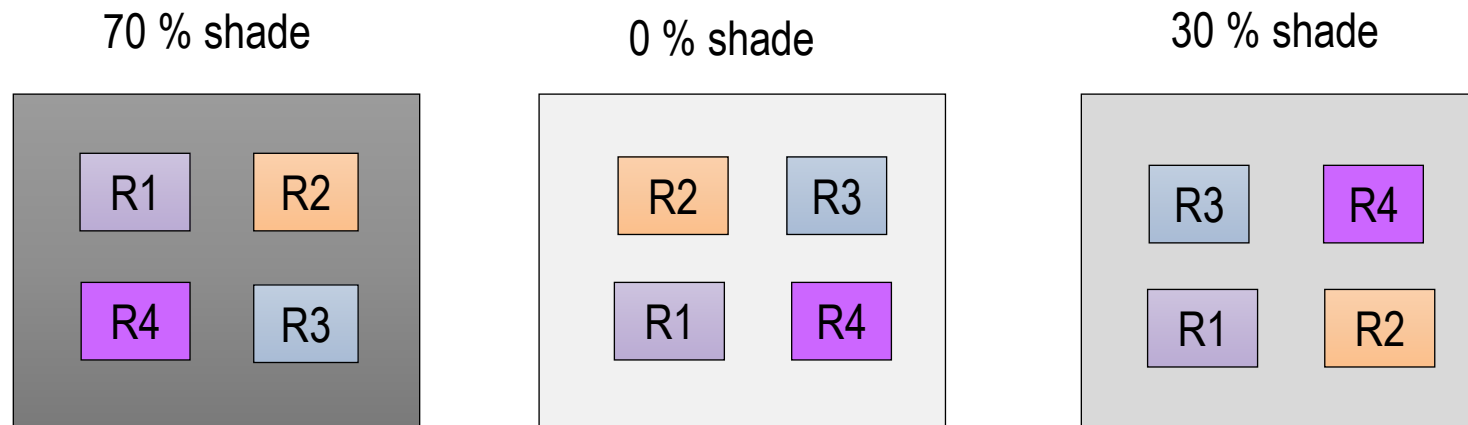 70 % shade
0 % shade
30 % shade
R1 R2
R4 R3
R2 R3
R1 R4
R3 R4
R1 R2